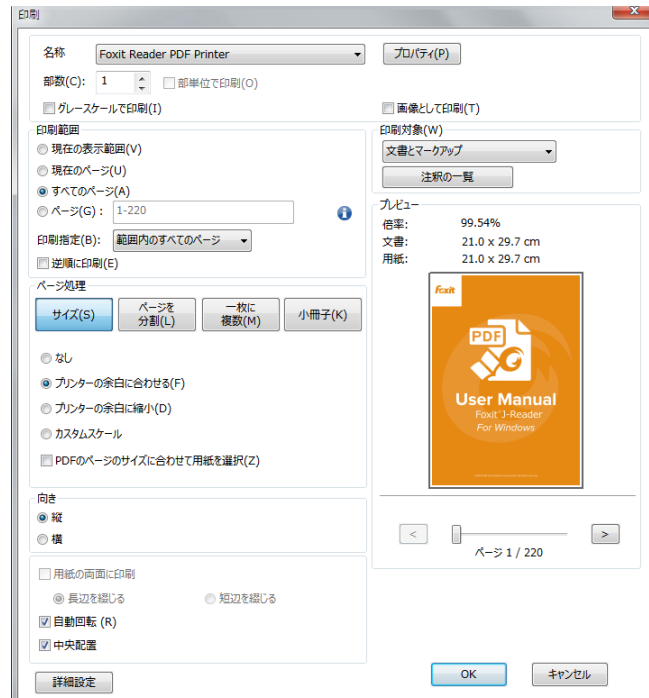 印刷
名称 Foxit Reader PDF Printer プロパティ(P)
部数(C): 1 部単位で印刷(O)
グレースケールで印刷(I) 画像として印刷(T)
印刷範囲
現在の表示範囲(V)
現在のページ(U)
すべてのページ(A)
ページ(G): 1-220
印刷指定(B): 範囲内のすべてのページ
逆順に印刷(E)
印刷対象(W)
文書とマークアップ
注釈の一覧
ページ処理
サイズ(S) ページを分割(L) 一枚に複数(M) 小冊子(K)
なし
プリンターの余白に合わせる(F)
プリンターの余白に縮小(D)
カスタムスケール
PDFのページのサイズに合わせて用紙を選択(Z)
プレビュー
倍率: 99.54%
文書: 21.0 x 29.7 cm
用紙: 21.0 x 29.7 cm
Foxit
PDF
User Manual
Foxit® J-Reader
For Windows
< >
ページ 1 / 220
向き
縦
横
用紙の両面に印刷
長辺を綴じる 短辺を綴じる
自動回転 (R)
中央配置
詳細設定 OK キャンセル